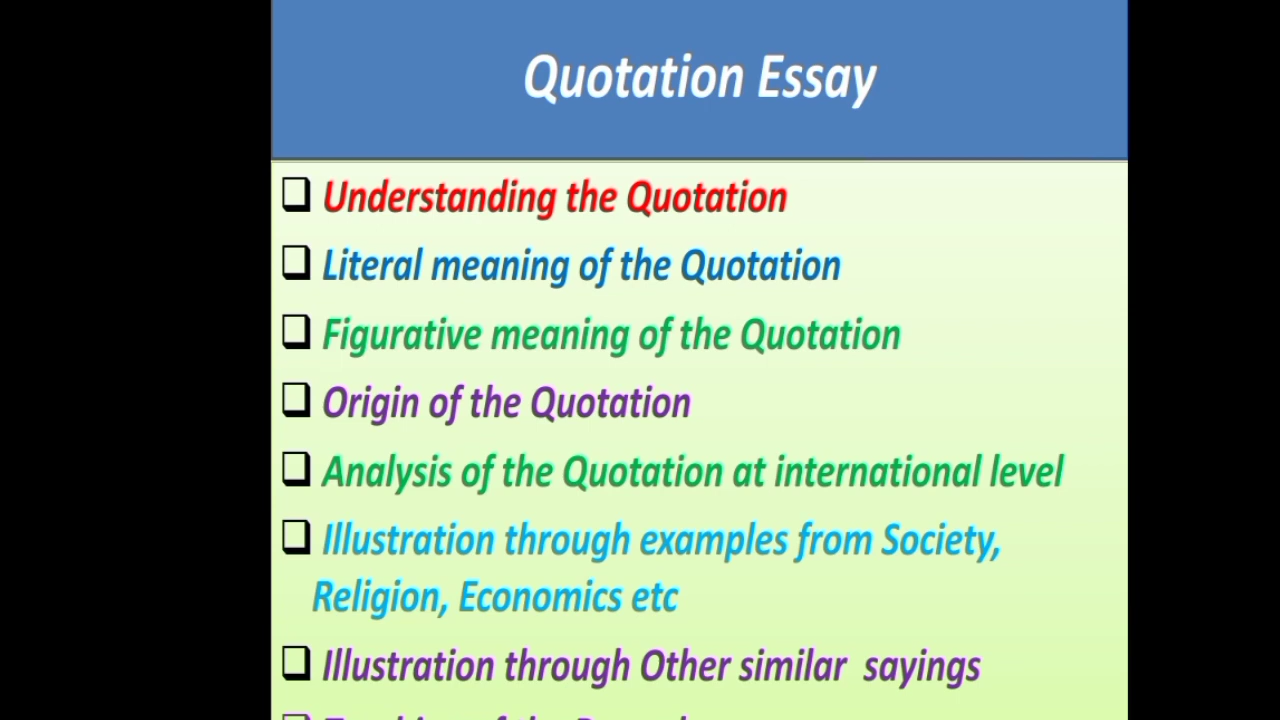 Quotation Essay
Understanding the Quotation
Literal meaning of the Quotation
Figurative meaning of the Quotation
Origin of the Quotation
Analysis of the Quotation at international level
Illustration through examples from Society,
Religion, Economics etc
Illustration through Other similar sayings